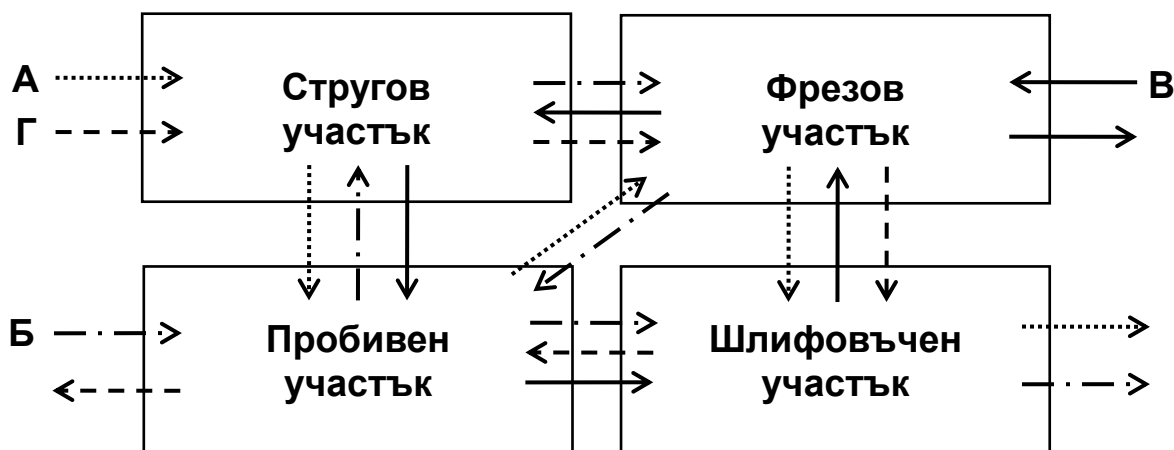 А
Г
Стругов
участък
Фрезов
участък
В
Б
Пробивен
участък
Шлифовъчен
участък